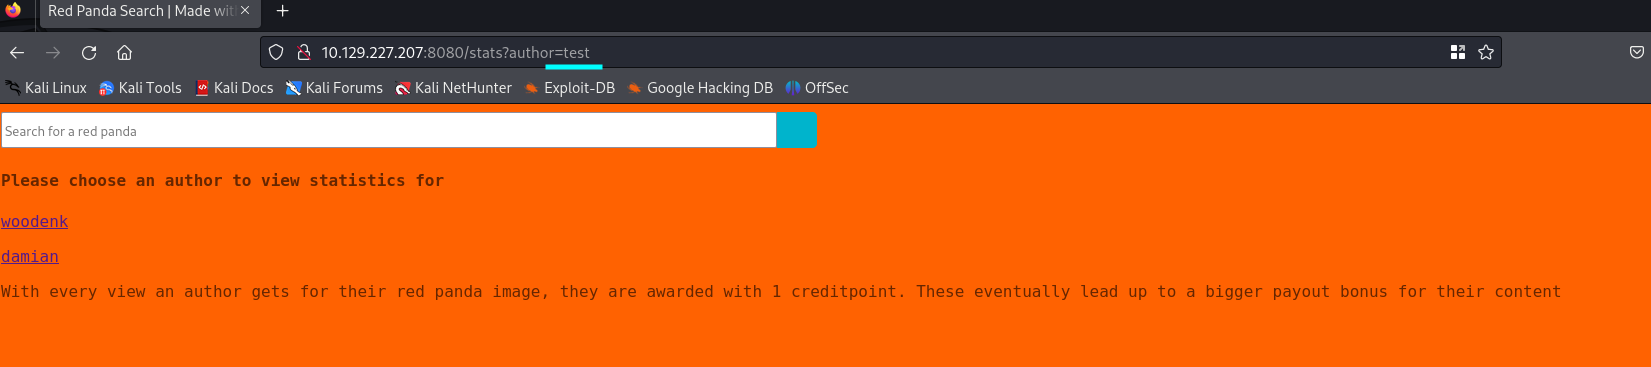 Red Panda Search | Made wit
10.129.227.207:8080/stats?author=test
Kali Linux Kali Tools Kali Docs Kali Forums Kali NetHunter Exploit-DB Google Hacking DB OffSec
Search for a red panda
Please choose an author to view statistics for
woodenk
damian
With every view an author gets for their red panda image, they are awarded with 1 creditpoint. These eventually lead up to a bigger payout bonus for their content